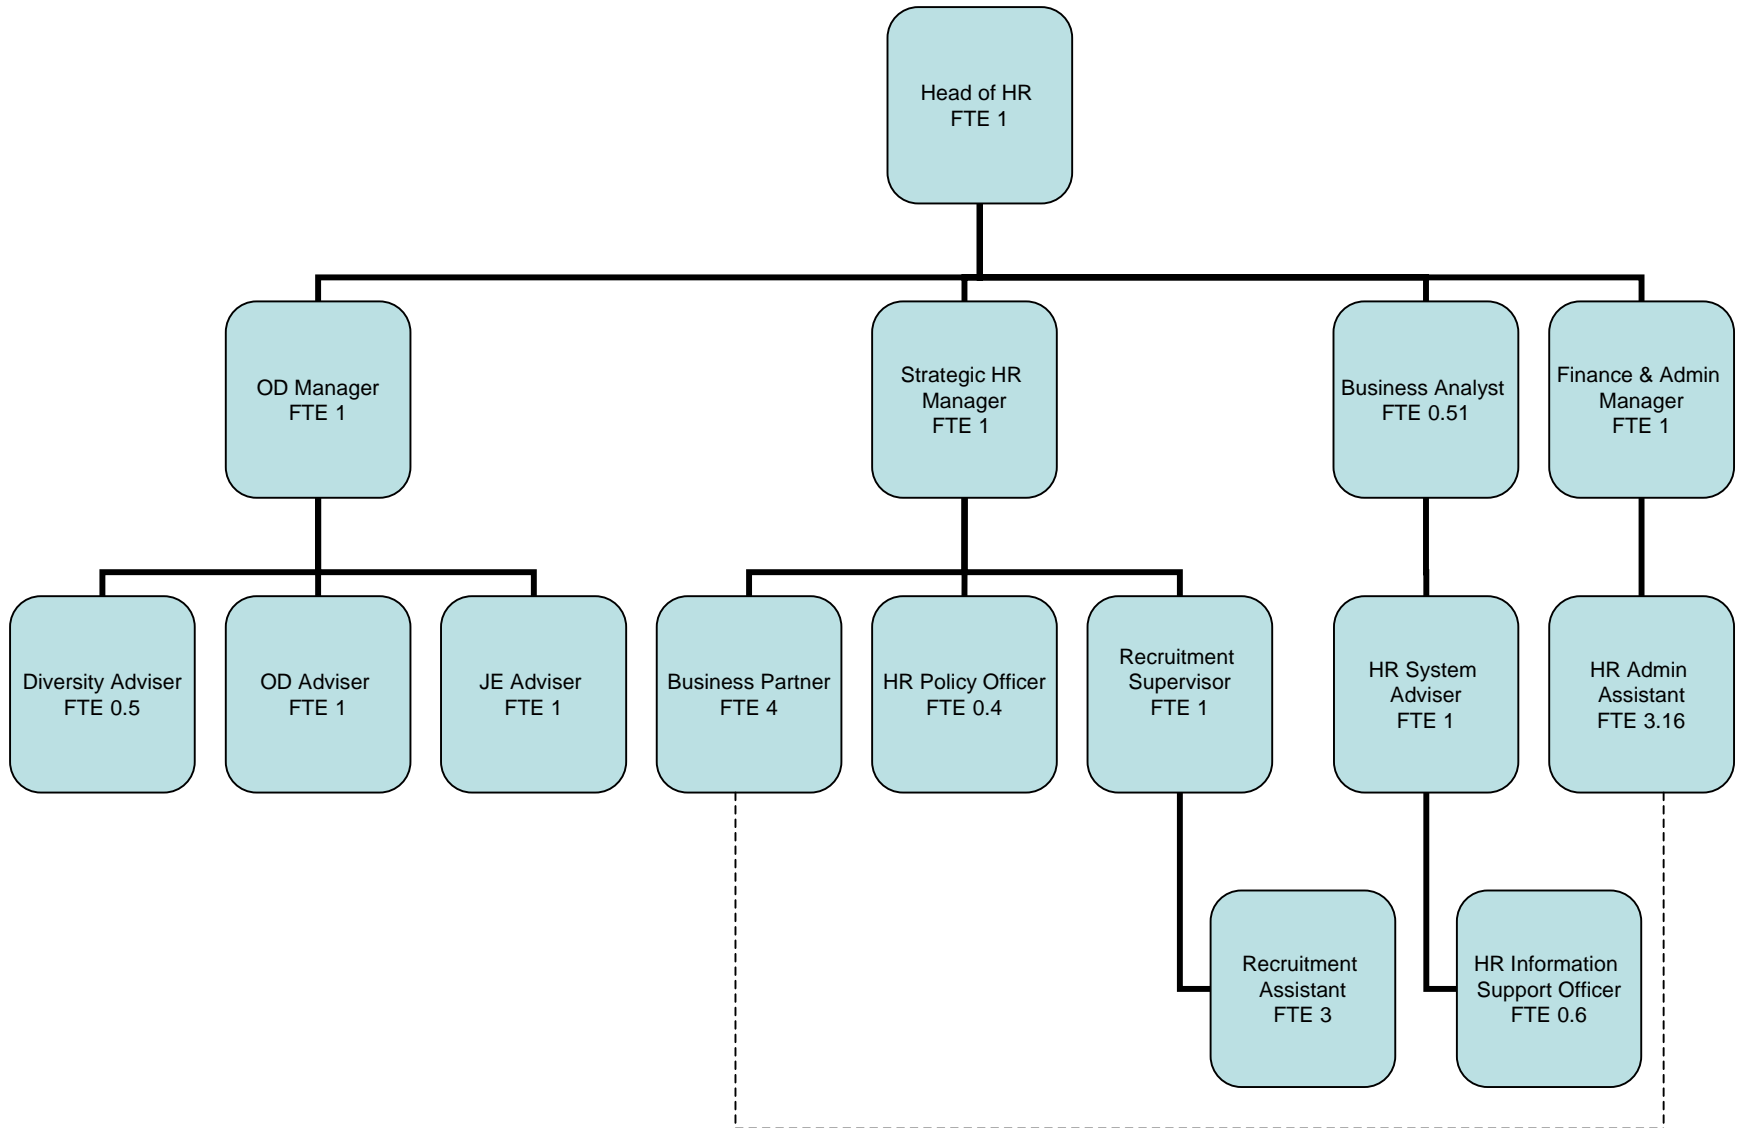 Head of HR
FTE 1
OD Manager
FTE 1
Strategic HR
Manager
FTE 1
Business Analyst
FTE 0.51
Finance & Admin
Manager
FTE 1
Diversity Adviser
FTE 0.5
OD Adviser
FTE 1
JE Adviser
FTE 1
Business Partner
FTE 4
HR Policy Officer
FTE 0.4
Recruitment
Supervisor
FTE 1
HR System
Adviser
FTE 1
HR Admin
Assistant
FTE 3.16
Recruitment
Assistant
FTE 3
HR Information
Support Officer
FTE 0.6